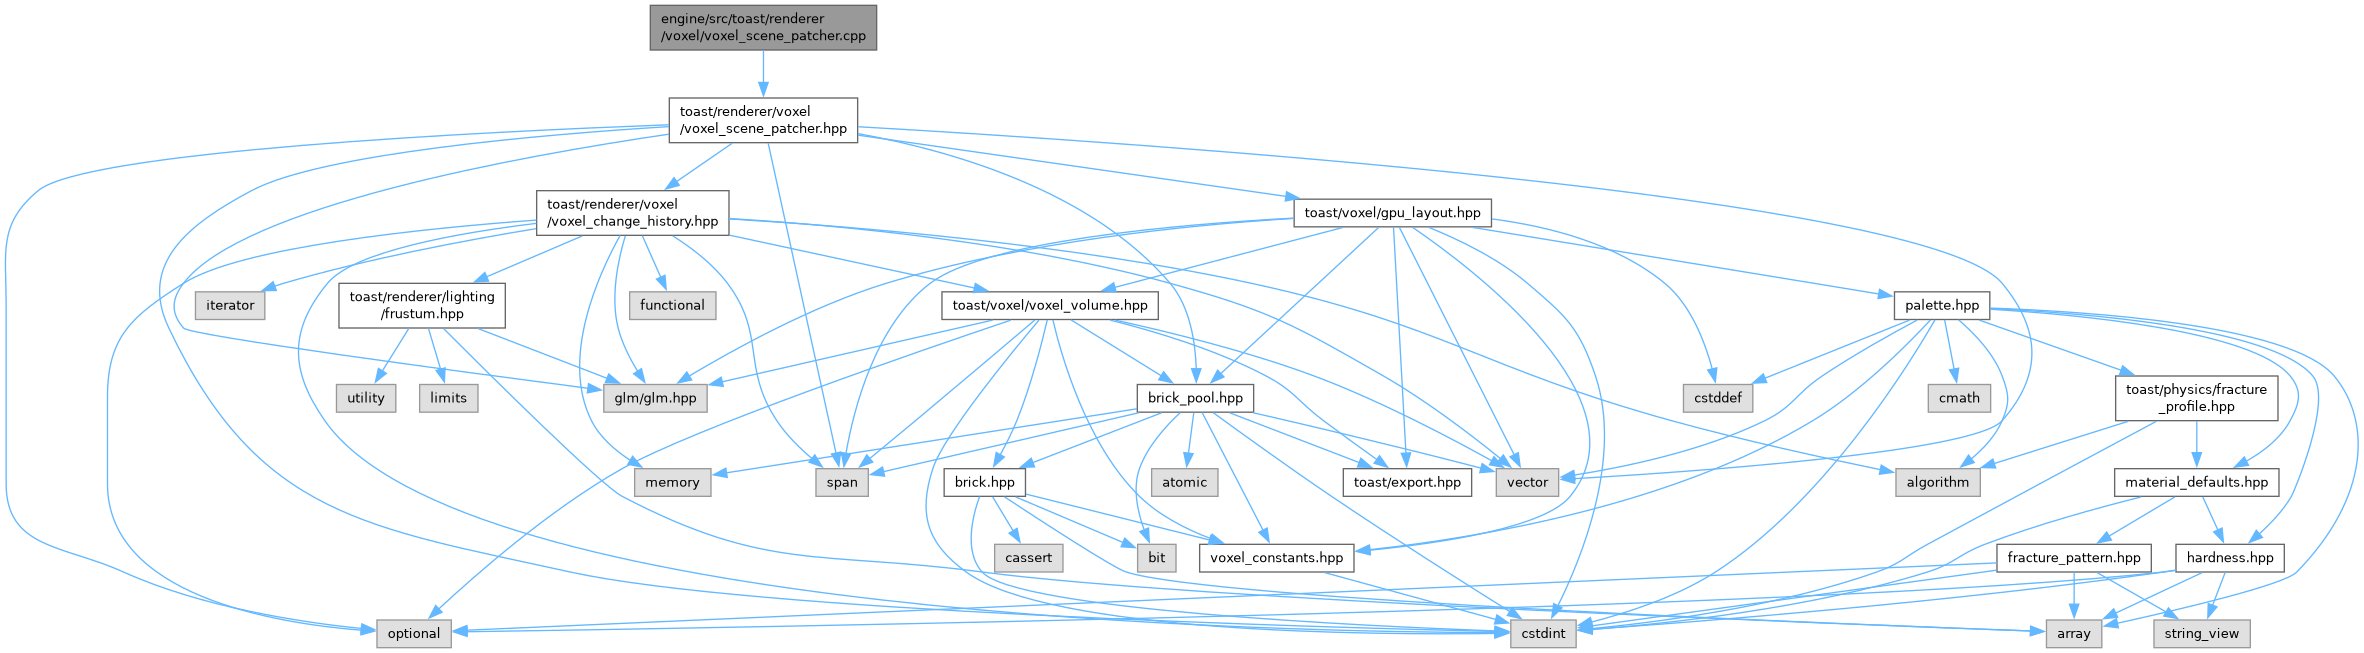 engine/src/toast/renderer
/voxel/voxel_scene_patcher.cpp
toast/renderer/voxel
/voxel_scene_patcher.hpp
toast/renderer/voxel
/voxel_change_history.hpp
toast/voxel/gpu_layout.hpp
iterator
toast/renderer/lighting
/frustum.hpp
functional
toast/voxel/voxel_volume.hpp
palette.hpp
utility
limits
glm/glm.hpp
brick_pool.hpp
cstddef
cmath
toast/physics/fracture
_profile.hpp
memory
span
brick.hpp
atomic
toast/export.hpp
vector
algorithm
material_defaults.hpp
cassert
bit
voxel_constants.hpp
fracture_pattern.hpp
hardness.hpp
optional
cstdint
array
string_view